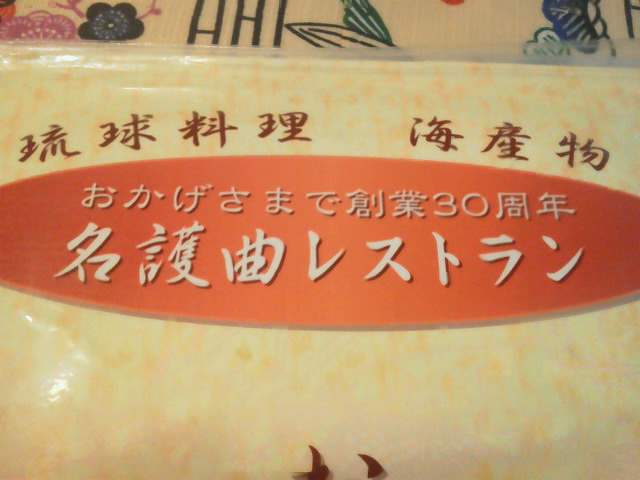 琉球料理 海産物
おかげさまで創業30周年
名護曲レストラン